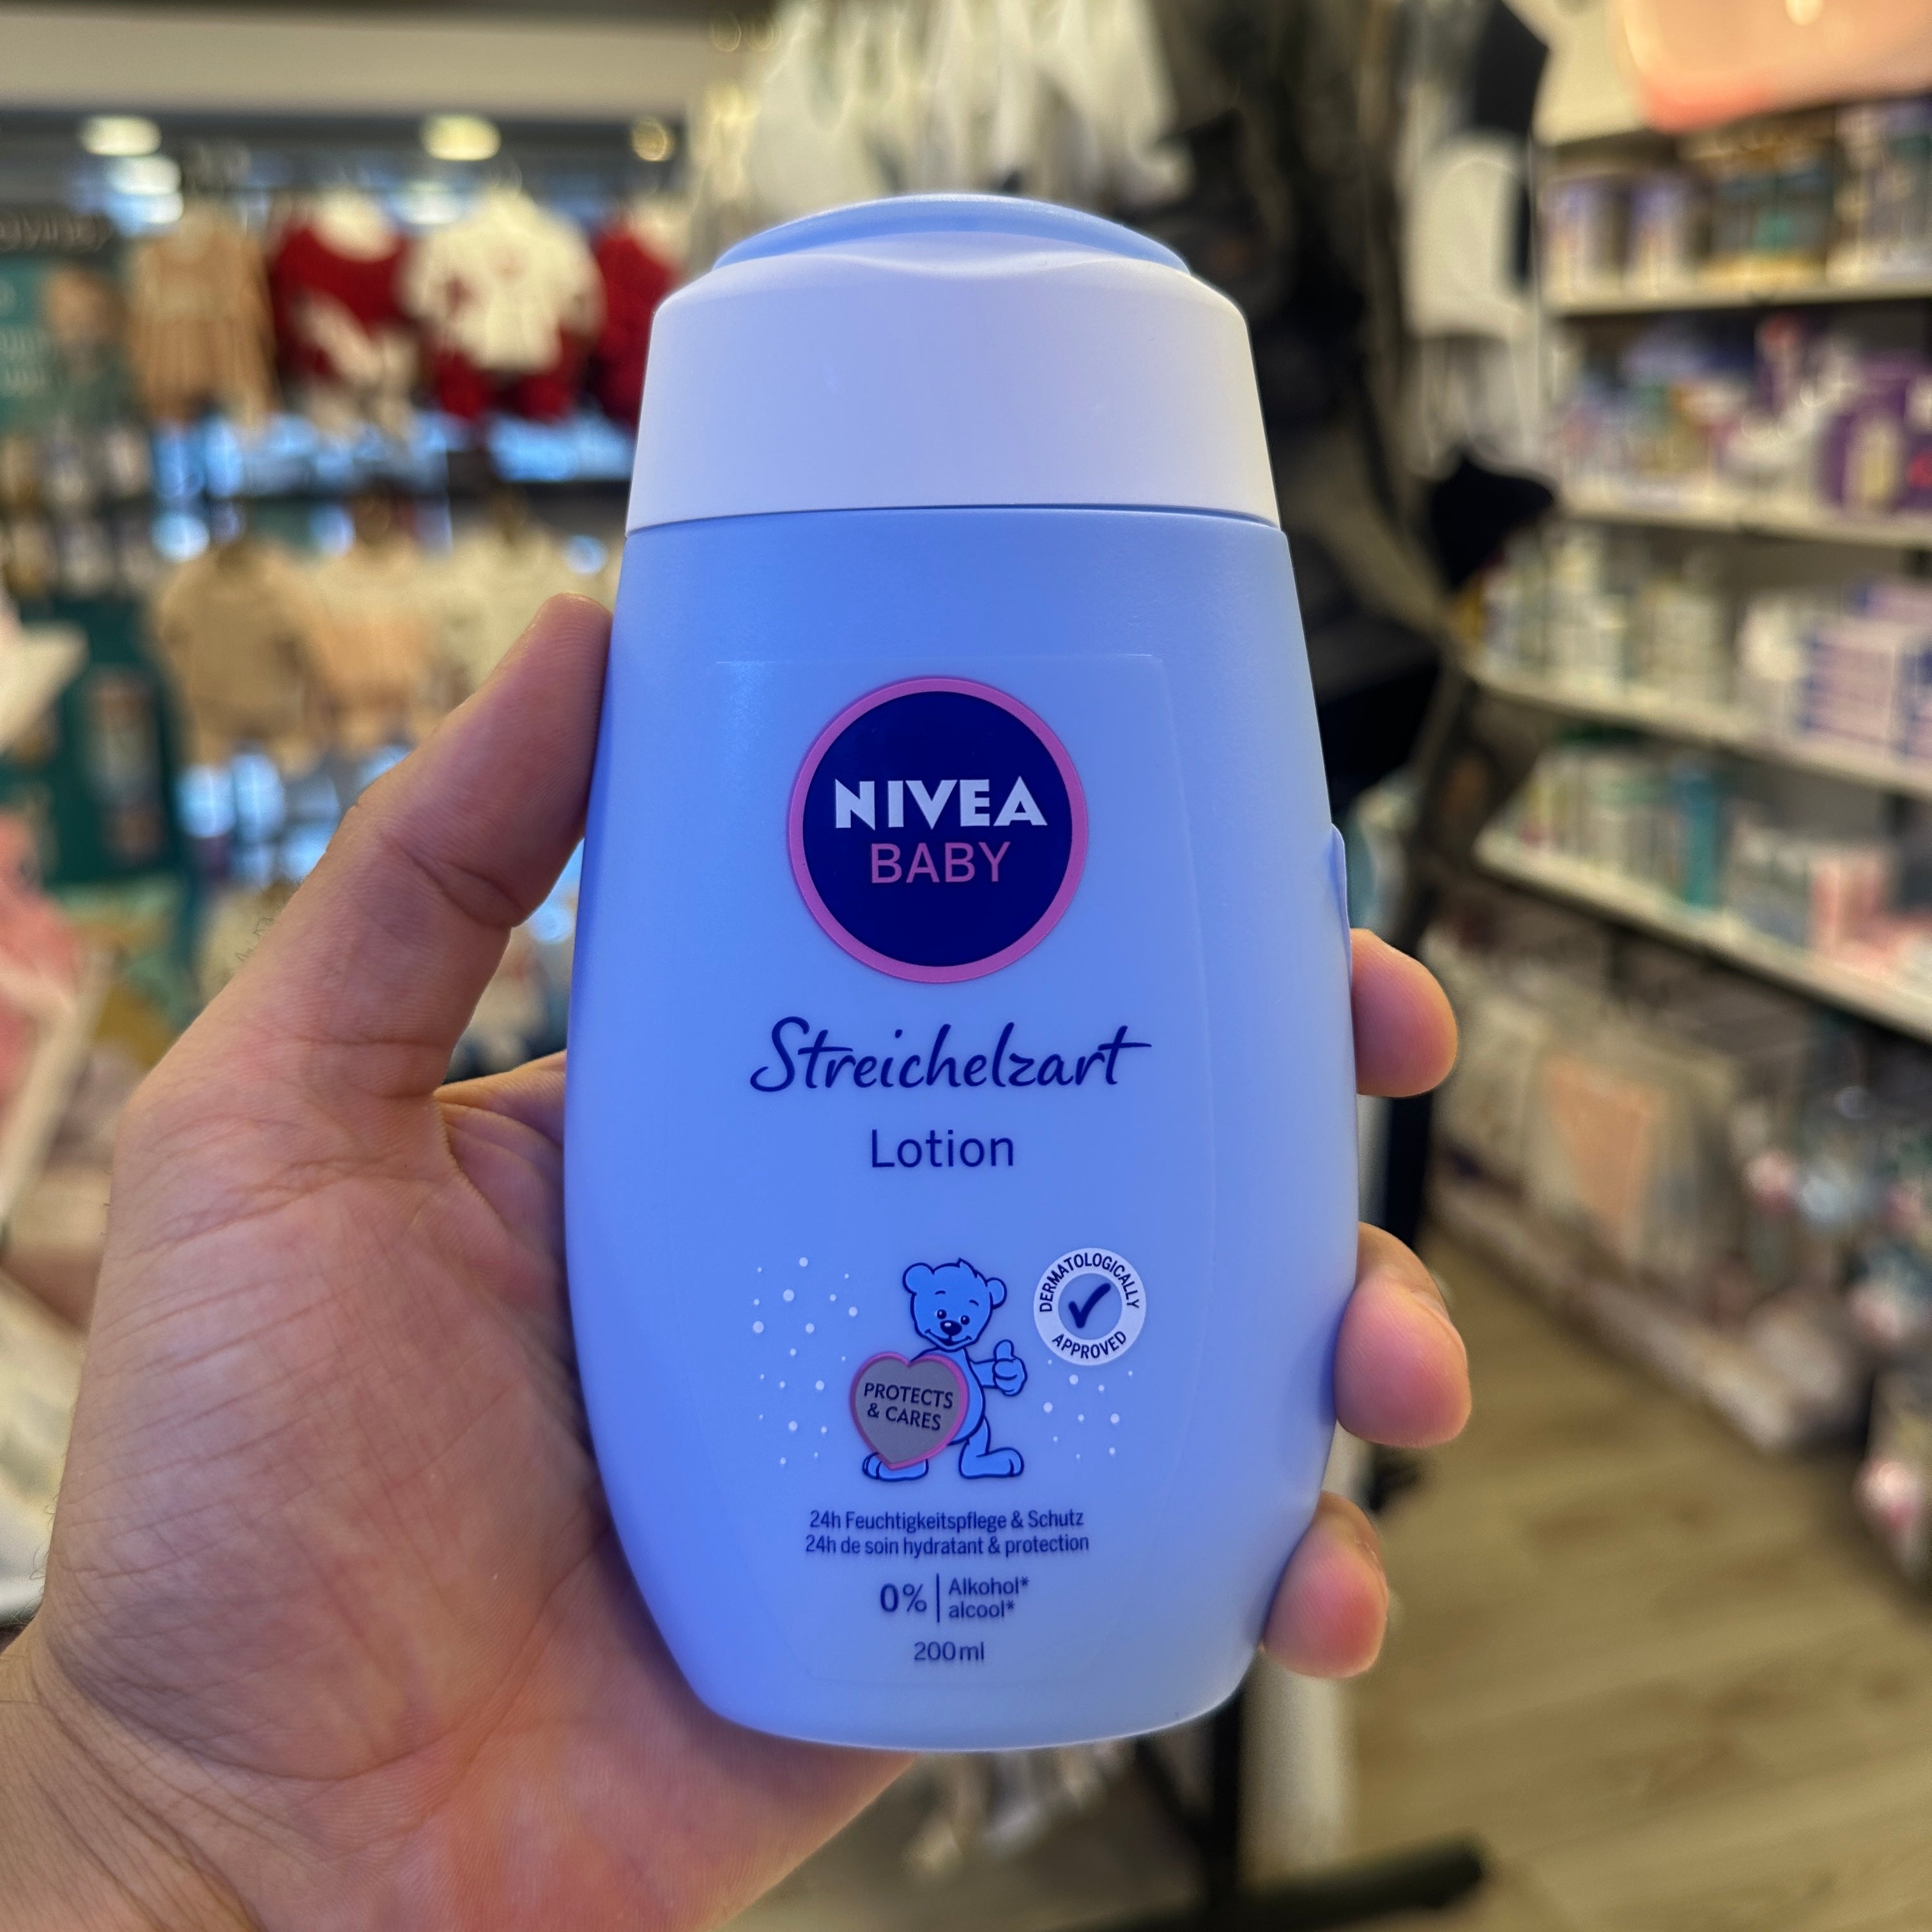 NIVEA
BABY
Streichelzart
Lotion
DERMATOLOGICALLY
APPROVED
PROTECTS
& CARES
24h Feuchtigkeitspflege & Schutz
24h de soin hydratant & protection
0% Alkohol*
alcool*
200ml